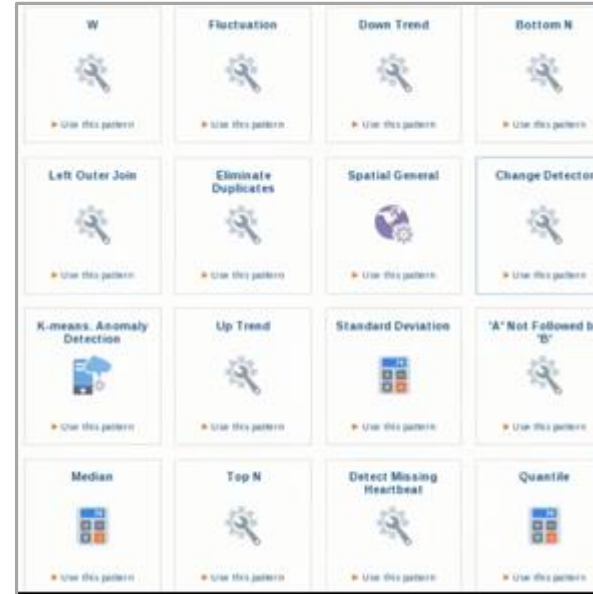 W
Fluctuation
Down Trend
Bottom N
Use this pattern
Use this pattern
Use this pattern
Use this pattern
Left Outer Join
Eliminate
Duplicates
Spatial General
Change Detector
Use this pattern
Use this pattern
Use this pattern
Use this pattern
K-means. Anomaly
Detection
Up Trend
Standard Deviation
'A' Not Followed b
'B'
Use this pattern
Use this pattern
Use this pattern
Use this pattern
Median
Top N
Detect Missing
Heartbeat
Quantile
Use this pattern
Use this pattern
Use this pattern
Use this pattern